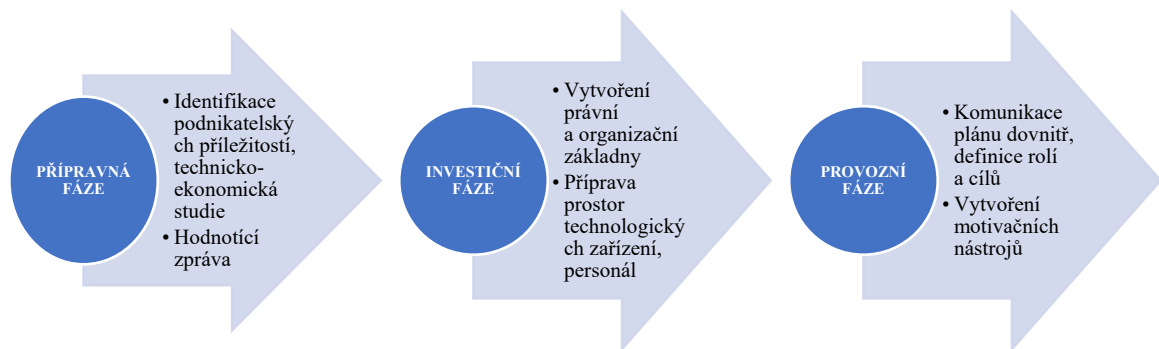 PŘÍPRAVNÁ
FÁZE
• Identifikace
podnikatelský
ch příležitostí,
technicko-
ekonomická
studie
• Hodnotící
zpráva
INVESTIČNÍ
FÁZE
• Vytvoření
právní
a organizační
základny
• Příprava
prostor
technologický
ch zařízení,
personál
PROVOZNÍ
FÁZE
• Komunikace
plánu dovnitř,
definice rolí
a cílů
• Vytvoření
motivačních
nástrojů